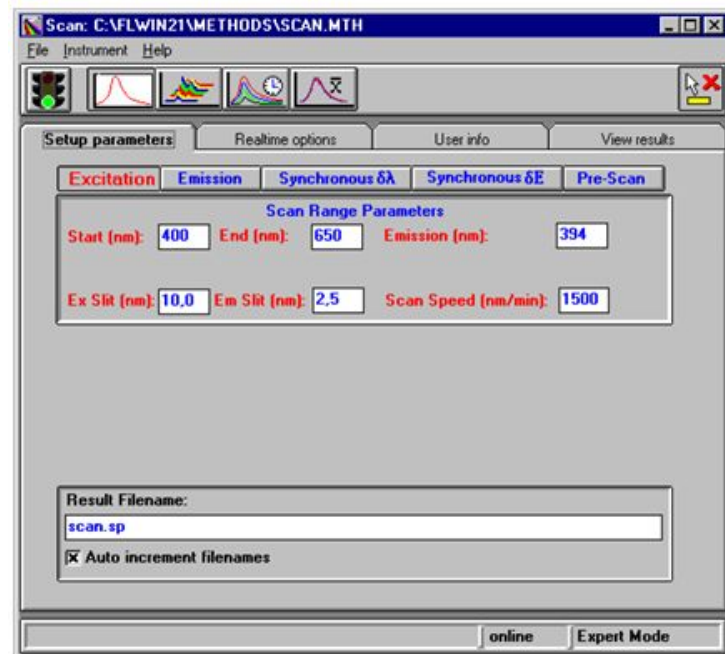 Scan: C:\FLWIN21\METHODS\SCAN.MTH
File Instrument Help
Setup parameters Realtime options User info View results
Excitation Emission Synchronous δλ Synchronous δE Pre-Scan
Scan Range Parameters
Start (nm): 400 End (nm): 650 Emission (nm): 394
Ex Slit (nm): 10,0 Em Slit (nm): 2,5 Scan Speed (nm/min): 1500
Result Filename:
scan.sp
Auto increment filenames
online Expert Mode